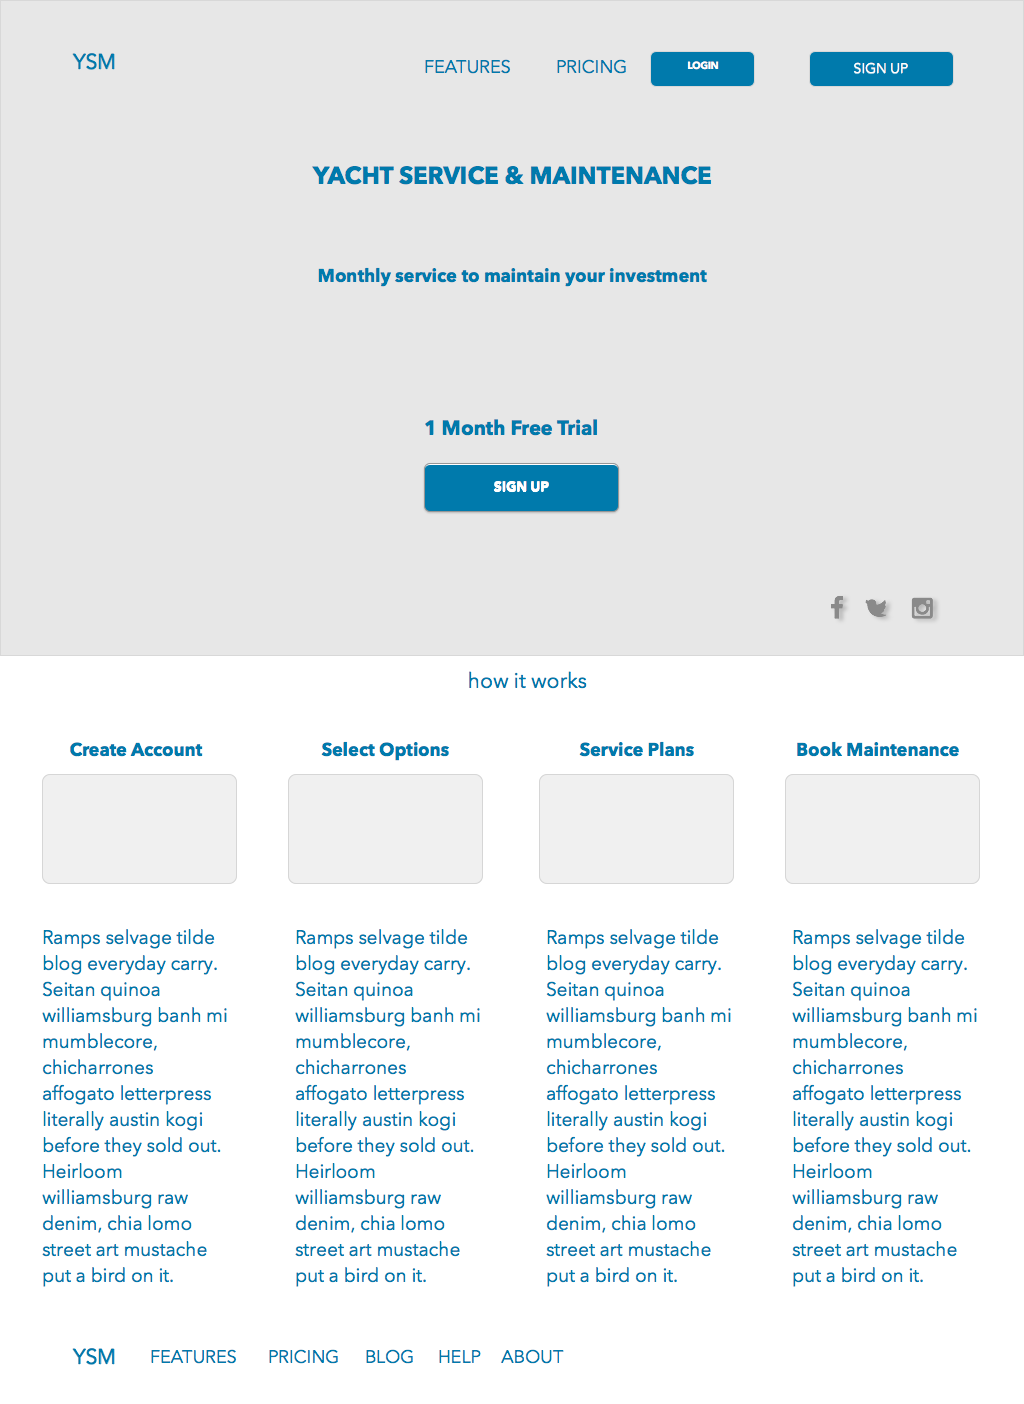 YSM
FEATURES PRICING LOGIN SIGN UP
YACHT SERVICE & MAINTENANCE
Monthly service to maintain your investment
1 Month Free Trial
SIGN UP
how it works
Create Account
Ramps selvage tilde
blog everyday carry.
Seitan quinoa
williamsburg banh mi
mumblecore,
chicharrones
affogato letterpress
literally austin kogi
before they sold out.
Heirloom
williamsburg raw
denim, chia lomo
street art mustache
put a bird on it.
Select Options
Ramps selvage tilde
blog everyday carry.
Seitan quinoa
williamsburg banh mi
mumblecore,
chicharrones
affogato letterpress
literally austin kogi
before they sold out.
Heirloom
williamsburg raw
denim, chia lomo
street art mustache
put a bird on it.
Service Plans
Ramps selvage tilde
blog everyday carry.
Seitan quinoa
williamsburg banh mi
mumblecore,
chicharrones
affogato letterpress
literally austin kogi
before they sold out.
Heirloom
williamsburg raw
denim, chia lomo
street art mustache
put a bird on it.
Book Maintenance
Ramps selvage tilde
blog everyday carry.
Seitan quinoa
williamsburg banh mi
mumblecore,
chicharrones
affogato letterpress
literally austin kogi
before they sold out.
Heirloom
williamsburg raw
denim, chia lomo
street art mustache
put a bird on it.
YSM FEATURES PRICING BLOG HELP ABOUT